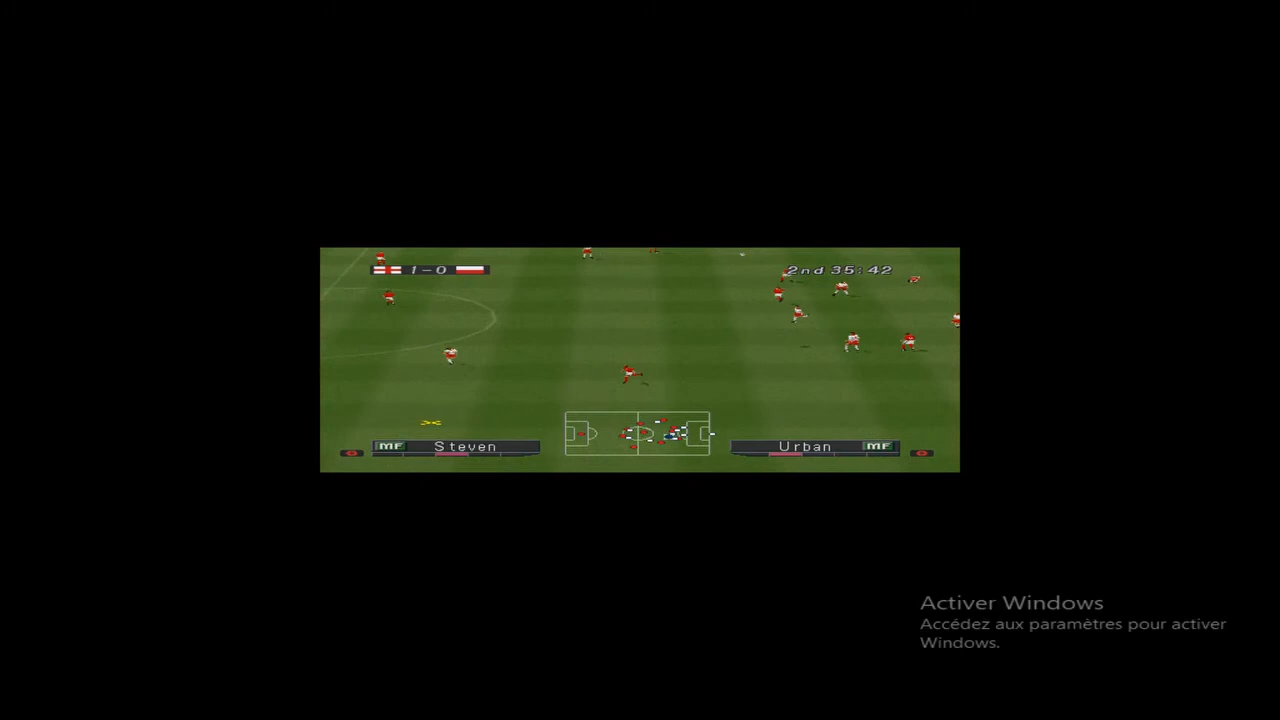 1-0
2nd 35:42
MF Steven
Urban MF
Activer Windows
Accédez aux paramètres pour activer
Windows.